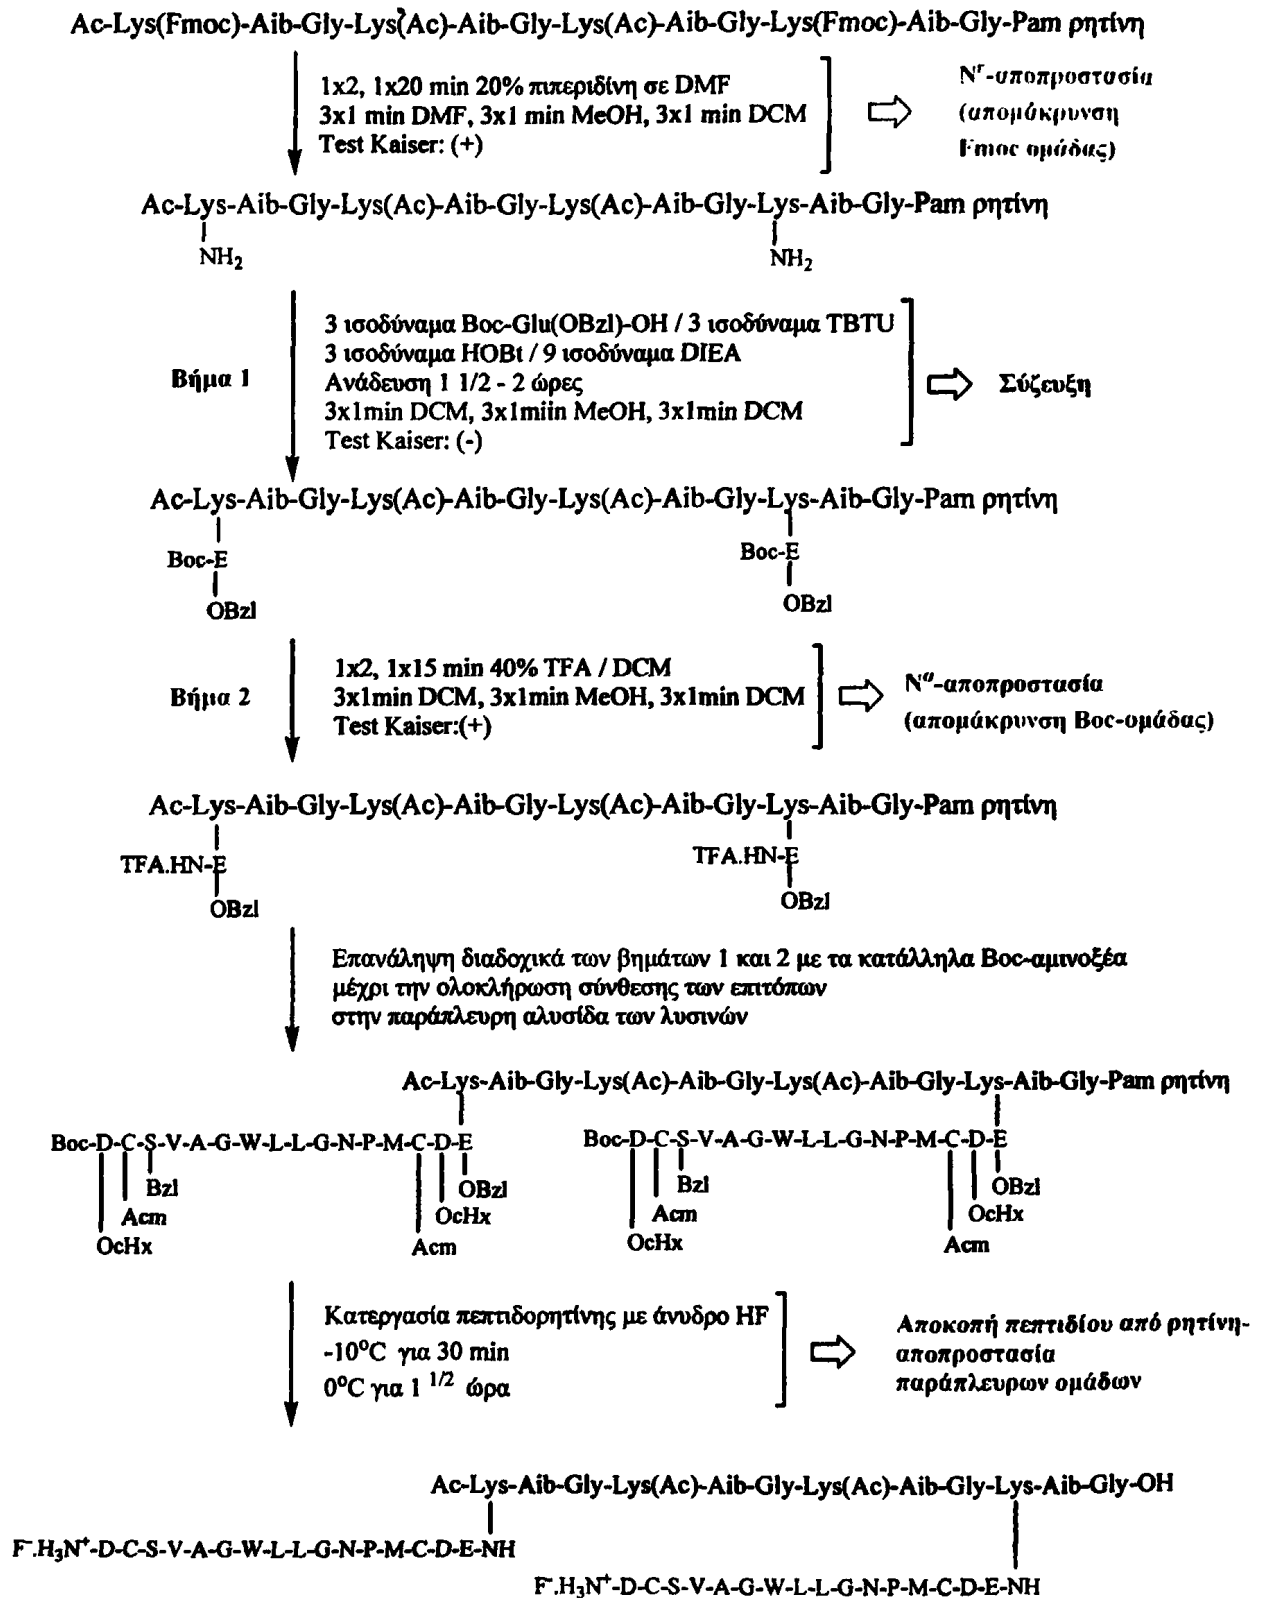 Ac-Lys(Fmoc)-Aib-Gly-Lys(Ac)-Aib-Gly-Lys(Ac)-Aib-Gly-Lys(Fmoc)-Aib-Gly-Pam ρητίνη
1x2, 1x20 min 20% πιπεριδίνη σε DMF
3x1 min DMF, 3x1 min MeOH, 3x1 min DCM
Test Kaiser: (+)
Nᵋ-αποπροστασία
(απομάκρυνση
Fmoc ομάδας)
Ac-Lys-Aib-Gly-Lys(Ac)-Aib-Gly-Lys(Ac)-Aib-Gly-Lys-Aib-Gly-Pam ρητίνη
NH₂ NH₂
Βήμα 1
3 ισοδύναμα Boc-Glu(OBzl)-OH / 3 ισοδύναμα TBTU
3 ισοδύναμα HOBt / 9 ισοδύναμα DIEA
Ανάδευση 1 1/2 - 2 ώρες
3x1min DCM, 3x1miin MeOH, 3x1min DCM
Test Kaiser: (-)
Σύζευξη
Ac-Lys-Aib-Gly-Lys(Ac)-Aib-Gly-Lys(Ac)-Aib-Gly-Lys-Aib-Gly-Pam ρητίνη
Boc-E Boc-E
OBzl OBzl
Βήμα 2
1x2, 1x15 min 40% TFA / DCM
3x1min DCM, 3x1min MeOH, 3x1min DCM
Test Kaiser:(+)
Nᵅ-αποπροστασία
(απομάκρυνση Boc-ομάδας)
Ac-Lys-Aib-Gly-Lys(Ac)-Aib-Gly-Lys(Ac)-Aib-Gly-Lys-Aib-Gly-Pam ρητίνη
TFA.HN-E TFA.HN-E
OBzl OBzl
Επανάληψη διαδοχικά των βημάτων 1 και 2 με τα κατάλληλα Boc-αμινοξέα
μέχρι την ολοκλήρωση σύνθεσης των επιτόπων
στην παράπλευρη αλυσίδα των λυσινών
Ac-Lys-Aib-Gly-Lys(Ac)-Aib-Gly-Lys(Ac)-Aib-Gly-Lys-Aib-Gly-Pam ρητίνη
Boc-D-C-S-V-A-G-W-L-L-G-N-P-M-C-D-E Boc-D-C-S-V-A-G-W-L-L-G-N-P-M-C-D-E
Bzl OBzl Bzl OBzl
Acm OcHx Acm OcHx
OcHx Acm OcHx Acm
Κατεργασία πεπτιδορητίνης με άνυδρο HF
-10°C για 30 min
0°C για 1 1/2 ώρα
Αποκοπή πεπτιδίου από ρητίνη-
αποπροστασία
παράπλευρων ομάδων
Ac-Lys-Aib-Gly-Lys(Ac)-Aib-Gly-Lys(Ac)-Aib-Gly-Lys-Aib-Gly-OH
F⁻.H₃N⁺-D-C-S-V-A-G-W-L-L-G-N-P-M-C-D-E-NH
F⁻.H₃N⁺-D-C-S-V-A-G-W-L-L-G-N-P-M-C-D-E-NH